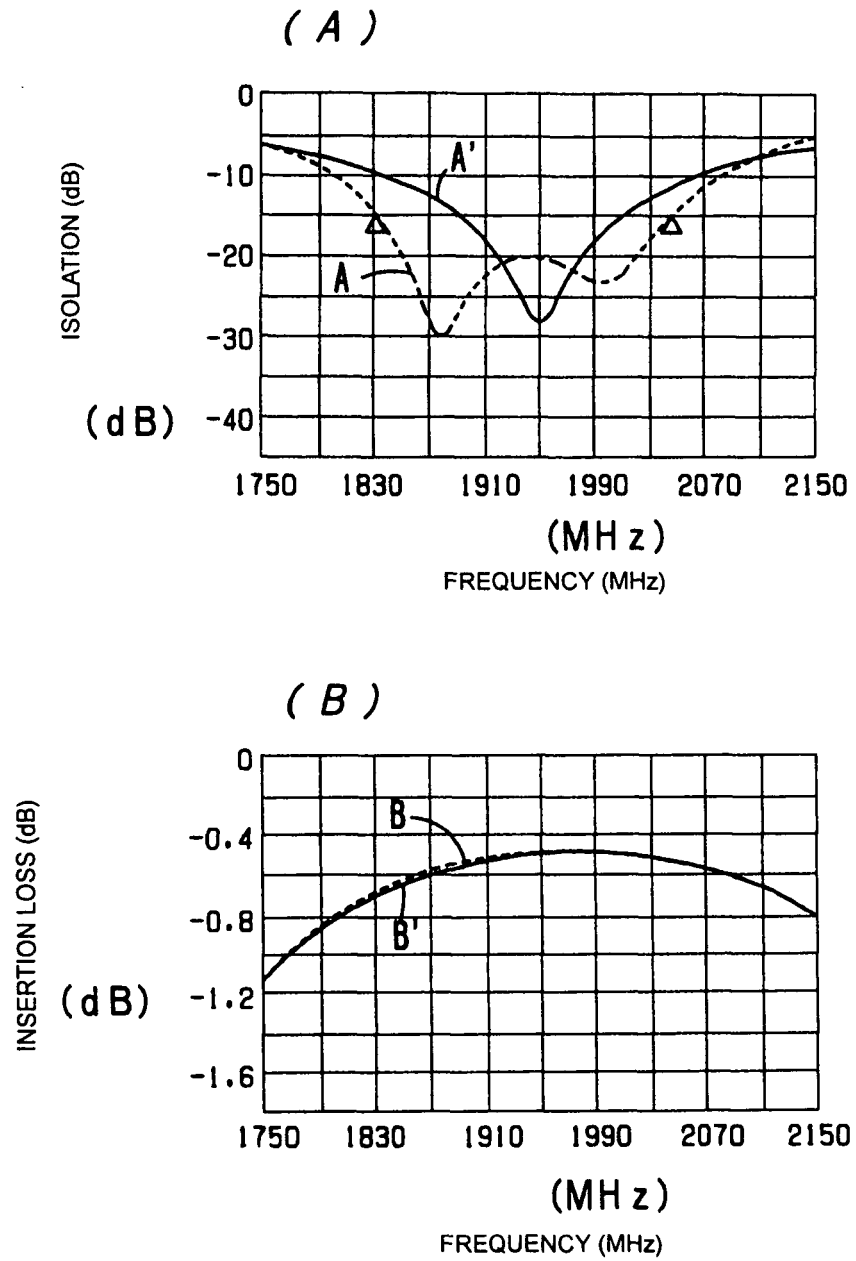 (A)
0
-10
-20
-30
-40
ISOLATION (dB)
(dB)
A'
A
1750 1830 1910 1990 2070 2150
(MHz)
FREQUENCY (MHz)
(B)
0
-0.4
-0.8
-1.2
-1.6
INSERTION LOSS (dB)
(dB)
B
B'
1750 1830 1910 1990 2070 2150
(MHz)
FREQUENCY (MHz)